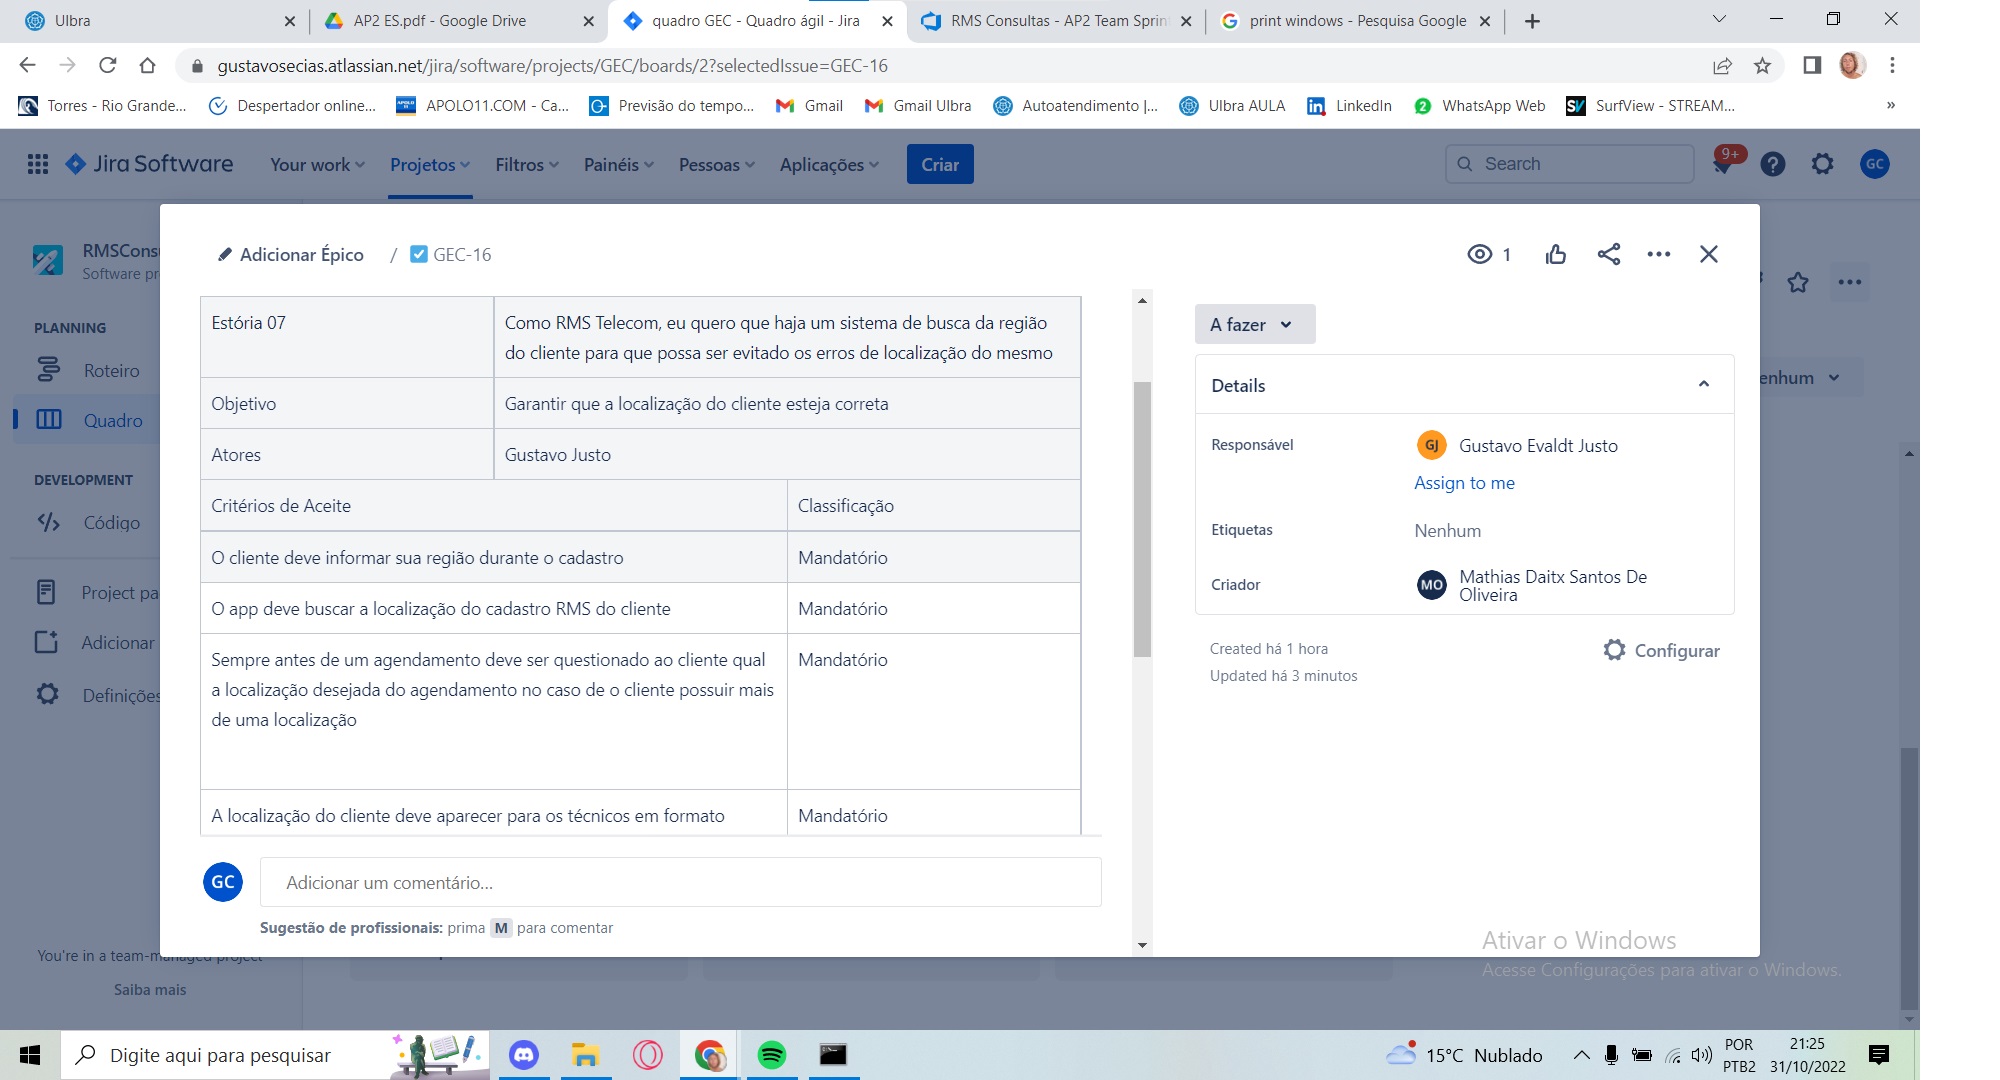 Ulbra
AP2 ES.pdf - Google Drive
quadro GEC - Quadro ágil - Jira
RMS Consultas - AP2 Team Sprin
print windows - Pesquisa Google
gustavosecias.atlassian.net/jira/software/projects/GEC/boards/2?selectedIssue=GEC-16
Torres - Rio Grande...
Despertador online...
APOLO11.COM - Ca...
Previsão do tempo...
Gmail
Gmail Ulbra
Autoatendimento |...
Ulbra AULA
LinkedIn
WhatsApp Web
SurfView - STREAM...
»
Jira Software
Your work
Projetos
Filtros
Painéis
Pessoas
Aplicações
Criar
Search
9+
GC
RMSConsu
Software pr
PLANNING
Roteiro
Quadro
DEVELOPMENT
Código
Project pa
Adicionar
Definições
You're in a team-managed project
Saiba mais
enhum
Adicionar Épico / GEC-16
1
Estória 07
Como RMS Telecom, eu quero que haja um sistema de busca da região
do cliente para que possa ser evitado os erros de localização do mesmo
Objetivo
Garantir que a localização do cliente esteja correta
Atores
Gustavo Justo
Critérios de Aceite
Classificação
O cliente deve informar sua região durante o cadastro
Mandatório
O app deve buscar a localização do cadastro RMS do cliente
Mandatório
Sempre antes de um agendamento deve ser questionado ao cliente qual
a localização desejada do agendamento no caso de o cliente possuir mais
de uma localização
Mandatório
A localização do cliente deve aparecer para os técnicos em formato
Mandatório
GC
Adicionar um comentário...
Sugestão de profissionais: prima M para comentar
A fazer
Details
Responsável
GJ
Gustavo Evaldt Justo
Assign to me
Etiquetas
Nenhum
Criador
MO
Mathias Daitx Santos De
Oliveira
Created há 1 hora
Updated há 3 minutos
Configurar
Ativar o Windows
Acesse Configurações para ativar o Windows.
Digite aqui para pesquisar
15°C Nublado
POR
PTB2
21:25
31/10/2022